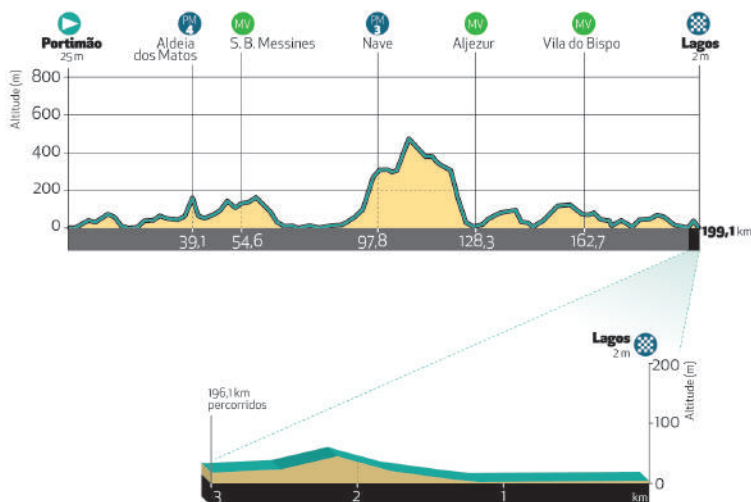 PM
4
PM
3
MV
MV
MV
Portimão
25 m
Aldeia
dos Matos
S. B. Messines
Nave
Aljezur
Vila do Bispo
Lagos
2 m
Altitude (m)
800
600
400
200
0
39,1
54,6
97,8
128,3
162,7
199,1 km
Lagos
2 m
196,1 km
percorridos
200
100
0
Altitude (m)
3
2
1
km